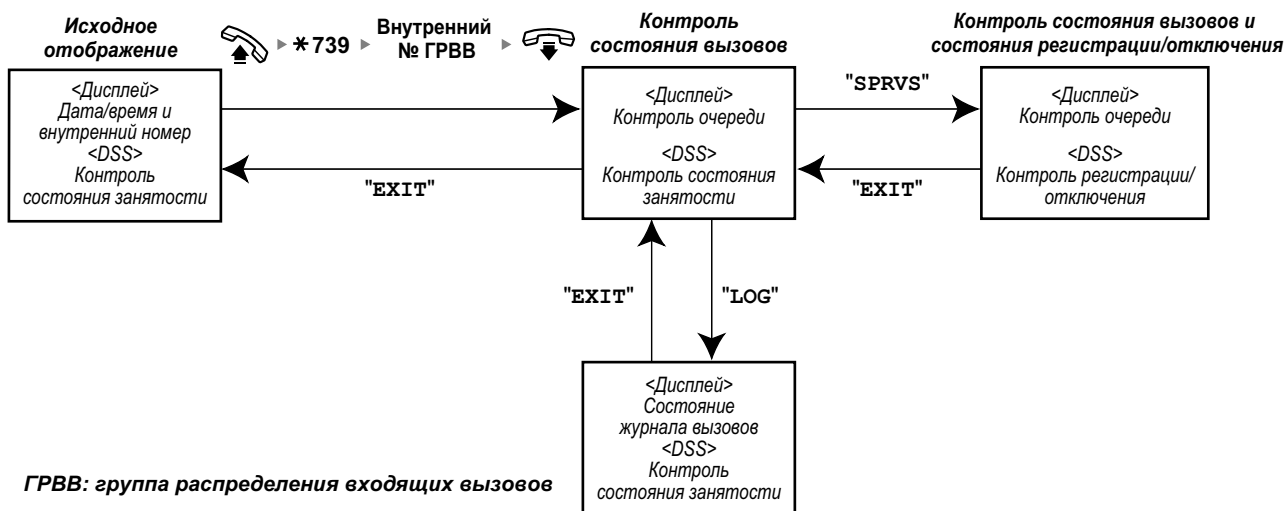 Исходное
отображение
✱739
Внутренний
№ ГРВВ
Контроль
состояния вызовов
Контроль состояния вызовов и
состояния регистрации/отключения
<Дисплей>
Дата/время и
внутренний номер
<DSS>
Контроль
состояния занятости
"EXIT"
<Дисплей>
Контроль очереди
<DSS>
Контроль состояния
занятости
"SPRVS"
"EXIT"
<Дисплей>
Контроль очереди
<DSS>
Контроль регистрации/
отключения
"EXIT"
"LOG"
<Дисплей>
Состояние
журнала вызовов
<DSS>
Контроль
состояния занятости
ГРВВ: группа распределения входящих вызовов